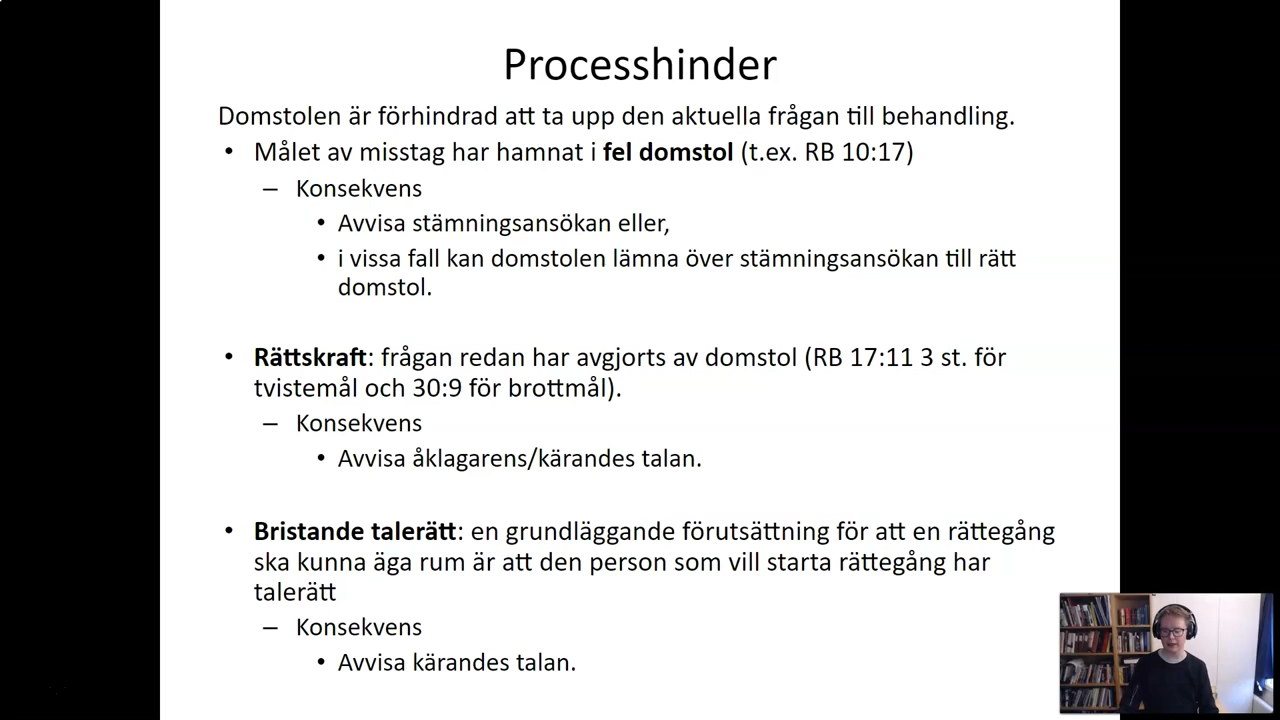 Processhinder
Domstolen är förhindrad att ta upp den aktuella frågan till behandling.
• Målet av misstag har hamnat i fel domstol (t.ex. RB 10:17)
– Konsekvens
• Avvisa stämningsansökan eller,
• i vissa fall kan domstolen lämna över stämningsansökan till rätt
domstol.
• Rättskraft: frågan redan har avgjorts av domstol (RB 17:11 3 st. för
tvistemål och 30:9 för brottmål).
– Konsekvens
• Avvisa åklagarens/kärandes talan.
• Bristande talerätt: en grundläggande förutsättning för att en rättegång
ska kunna äga rum är att den person som vill starta rättegång har
talerätt
– Konsekvens
• Avvisa kärandes talan.